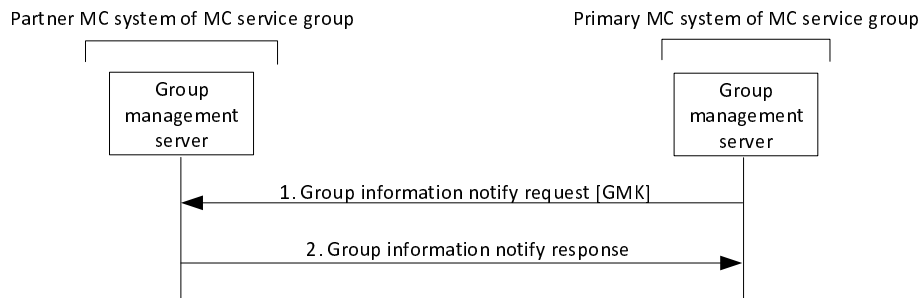 Partner MC system of MC service group
Primary MC system of MC service group
Group
management
server
Group
management
server
1. Group information notify request [GMK]
2. Group information notify response